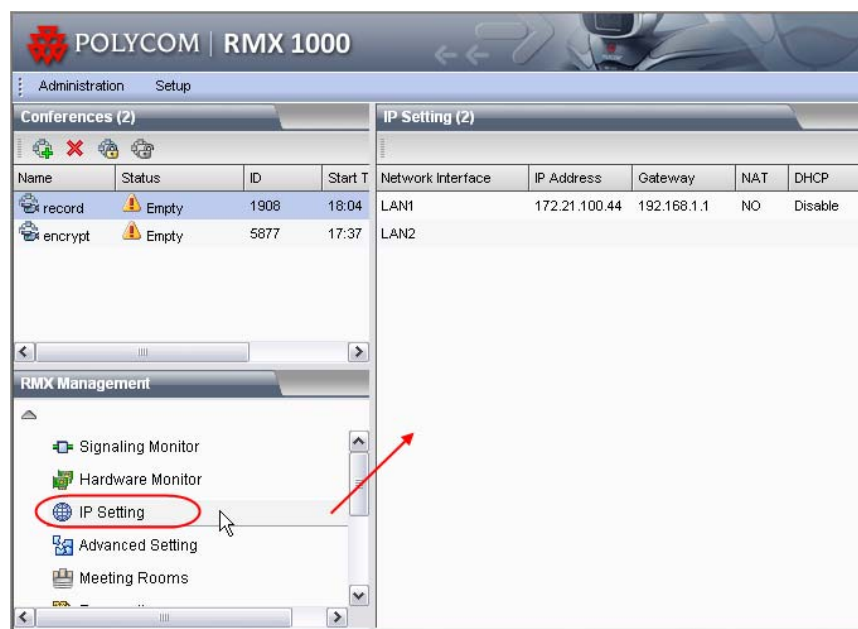 POLYCOM | RMX 1000
Administration Setup
Conferences (2)
Name Status ID Start T
record Empty 1908 18:04
encrypt Empty 5877 17:37
IP Setting (2)
Network Interface IP Address Gateway NAT DHCP
LAN1 172.21.100.44 192.168.1.1 NO Disable
LAN2
RMX Management
Signaling Monitor
Hardware Monitor
IP Setting
Advanced Setting
Meeting Rooms